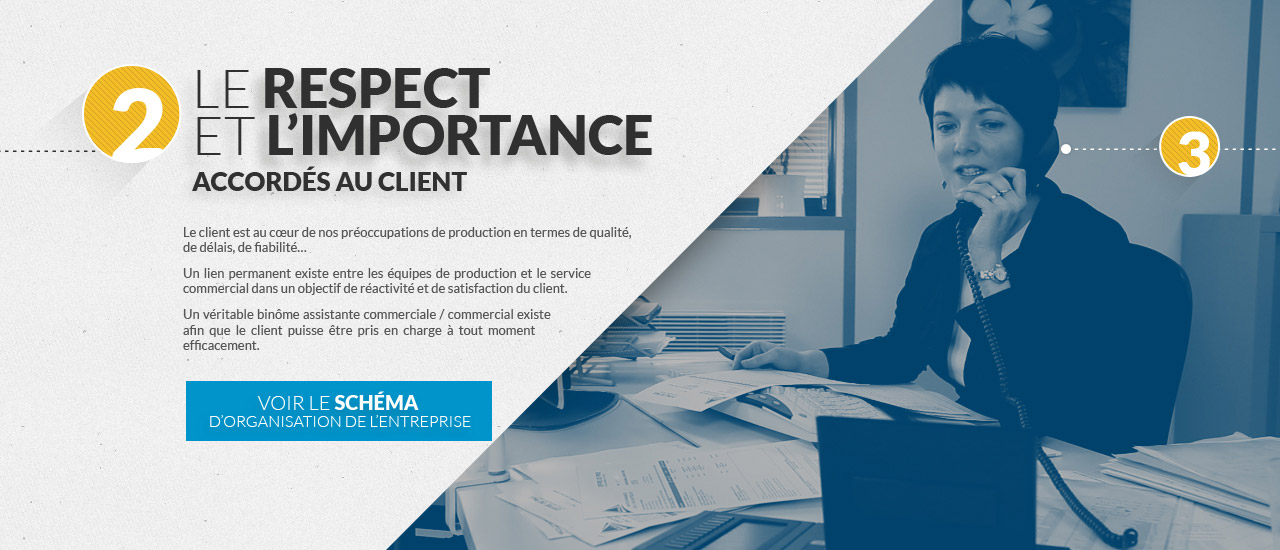 2
LE RESPECT
ET L’IMPORTANCE
ACCORDÉS AU CLIENT
Le client est au cœur de nos préoccupations de production en termes de qualité,
de délais, de fiabilité...
Un lien permanent existe entre les équipes de production et le service
commercial dans un objectif de réactivité et de satisfaction du client.
Un véritable binôme assistante commerciale / commercial existe
afin que le client puisse être pris en charge à tout moment
efficacement.
VOIR LE SCHÉMA
D’ORGANISATION DE L’ENTREPRISE
3